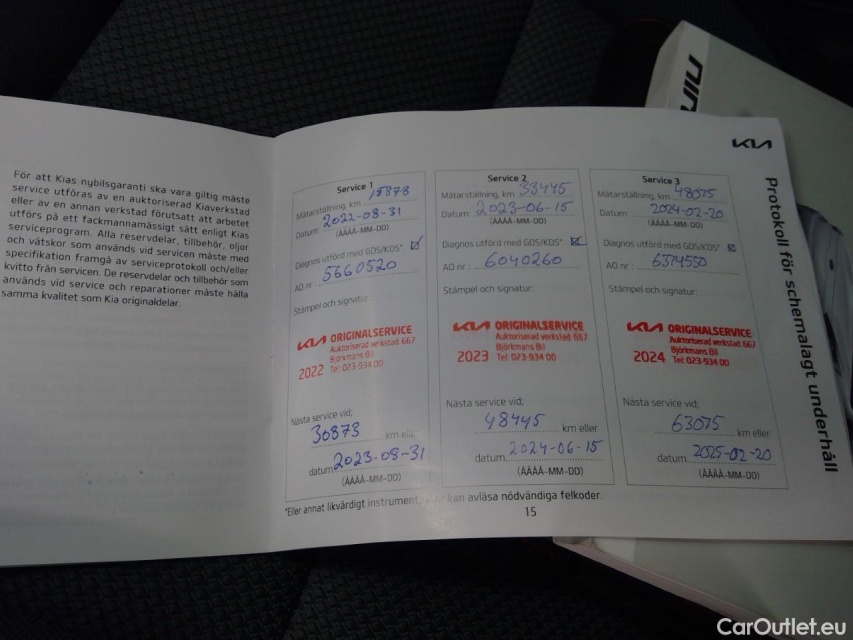 För att Kias nybilsgaranti ska vara giltig måste
service utföras av en auktoriserad Kiaverkstad
eller av en annan verkstad förutsatt att arbetet
utförs på ett fackmannamässigt sätt enligt Kias
serviceprogram. Alla reservdelar, tillbehör, oljor
och vätskor som används vid servicen måste med
specifikation framgå av serviceprotokoll och/eller
kvitto från servicen. De reservdelar och tillbehör som
används vid service och reparationer måste hålla
samma kvalitet som Kia originaldelar.
Service 1
Mätarställning, km 15873
Datum: 2022-08-31
(ÅÅÅÅ-MM-DD)
Diagnos utförd med GDS/KDS*
AO nr : 5660520
Stämpel och signatur:
KIA ORIGINALSERVICE
Auktoriserad verkstad 667
Björkmans Bil
2022 Tel: 023-934 00
Nästa service vid;
30873 km eller
datum 2023-08-31
(ÅÅÅÅ-MM-DD)
Service 2
Mätarställning, km 33445
Datum: 2023-06-15
(ÅÅÅÅ-MM-DD)
Diagnos utförd med GDS/KDS*
AO nr : 6040260
Stämpel och signatur:
KIA ORIGINALSERVICE
Auktoriserad verkstad 667
Björkmans Bil
2023 Tel: 023-934 00
Nästa service vid;
48445 km eller
datum 2024-06-15
(ÅÅÅÅ-MM-DD)
Service 3
Mätarställning, km 48075
Datum: 2024-02-20
(ÅÅÅÅ-MM-DD)
Diagnos utförd med GDS/KDS*
AO nr : 6374550
Stämpel och signatur:
KIA ORIGINALSERVICE
Auktoriserad verkstad 667
Björkmans Bil
2024 Tel: 023-934 00
Nästa service vid;
63075 km eller
datum 2025-02-20
(ÅÅÅÅ-MM-DD)
*Eller annat likvärdigt instrument, kan avläsa nödvändiga felkoder.
15
KIA
Protokoll för schemalagt underhåll
CarOutlet.eu